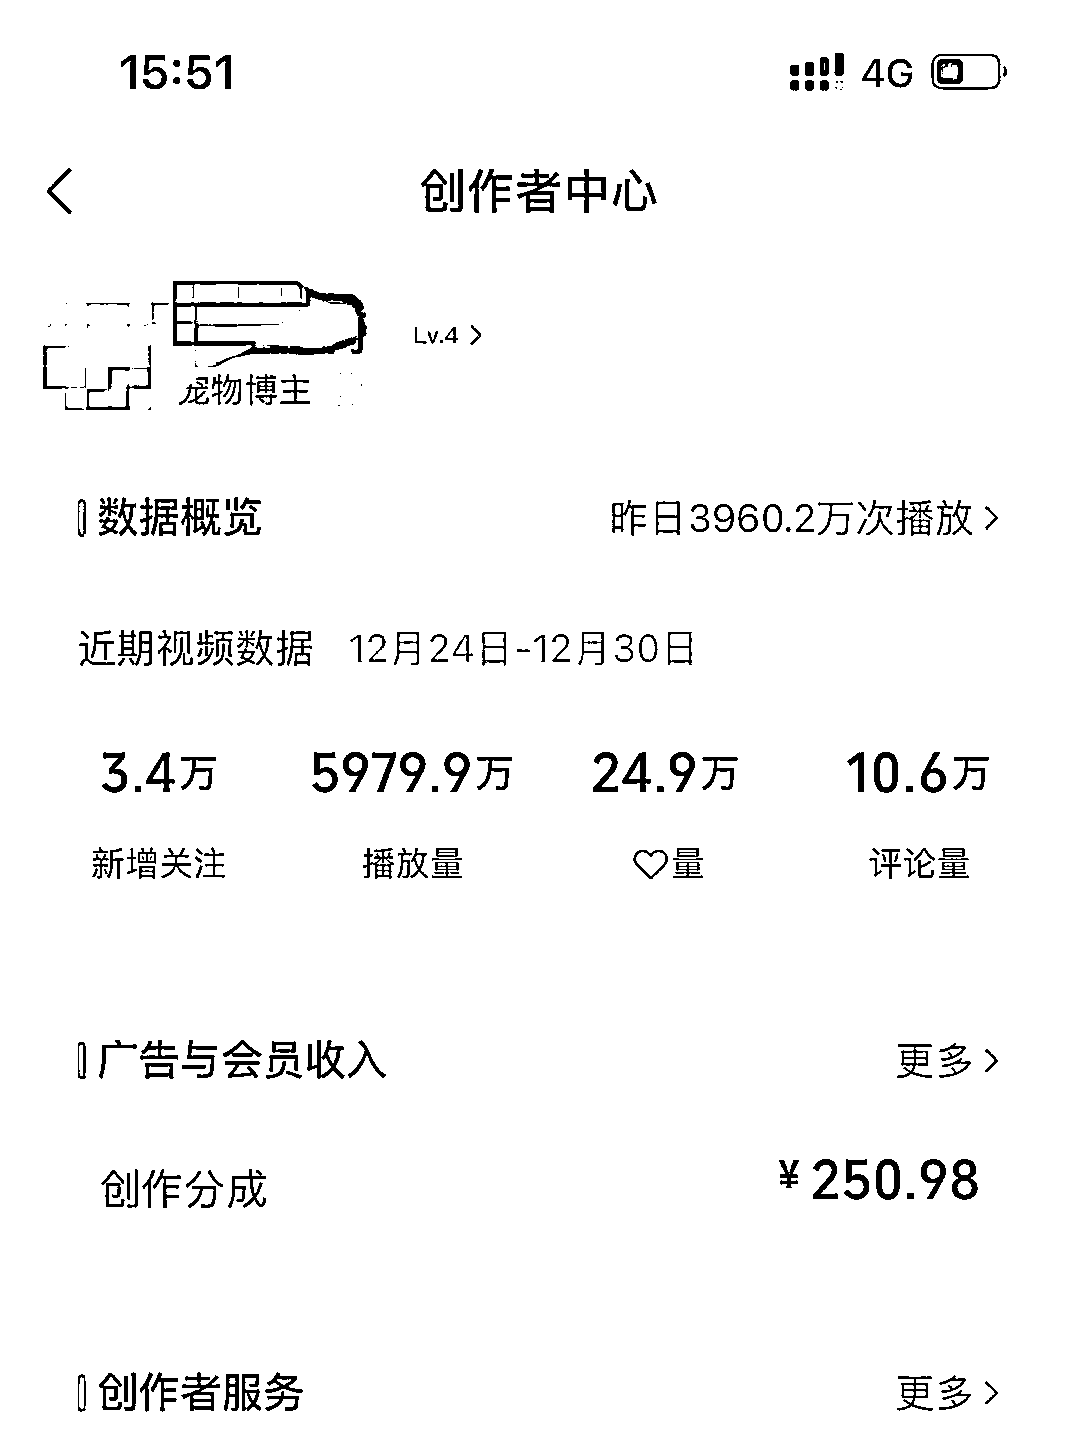 15:51 4G
创作者中心
Lv.4
宠物博主
数据概览 昨日3960.2万次播放
近期视频数据 12月24日-12月30日
3.4万 5979.9万 24.9万 10.6万
新增关注 播放量 ♡量 评论量
广告与会员收入 更多
创作分成 ¥250.98
创作者服务 更多